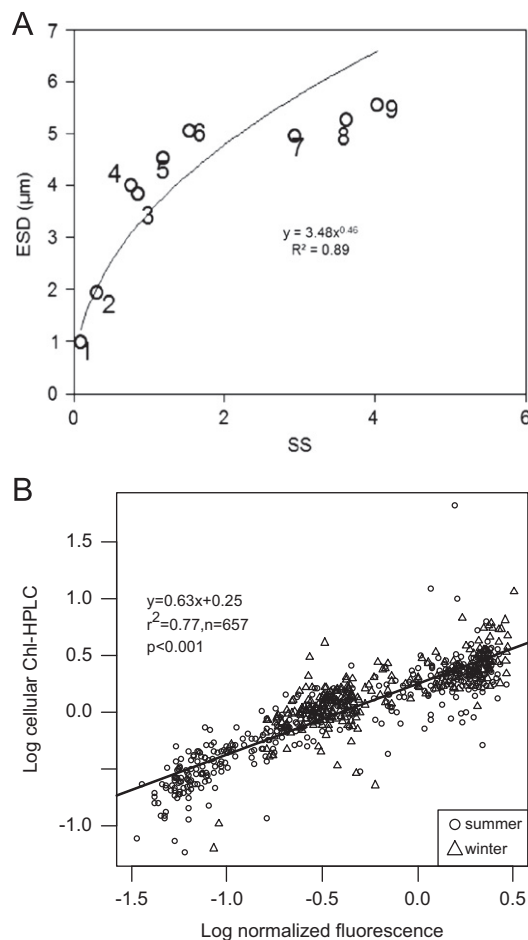 A
7
6
5
4
3
2
1
0
ESD (µm)
0
2
4
6
SS
1
2
3
4
5
6
7
8
9
y = 3.48x^0.46
R² = 0.89
B
1.5
1.0
0.5
0.0
-1.0
Log cellular Chl-HPLC
y=0.63x+0.25
r²=0.77,n=657
p<0.001
summer
winter
-1.5
-1.0
-0.5
0.0
0.5
Log normalized fluorescence